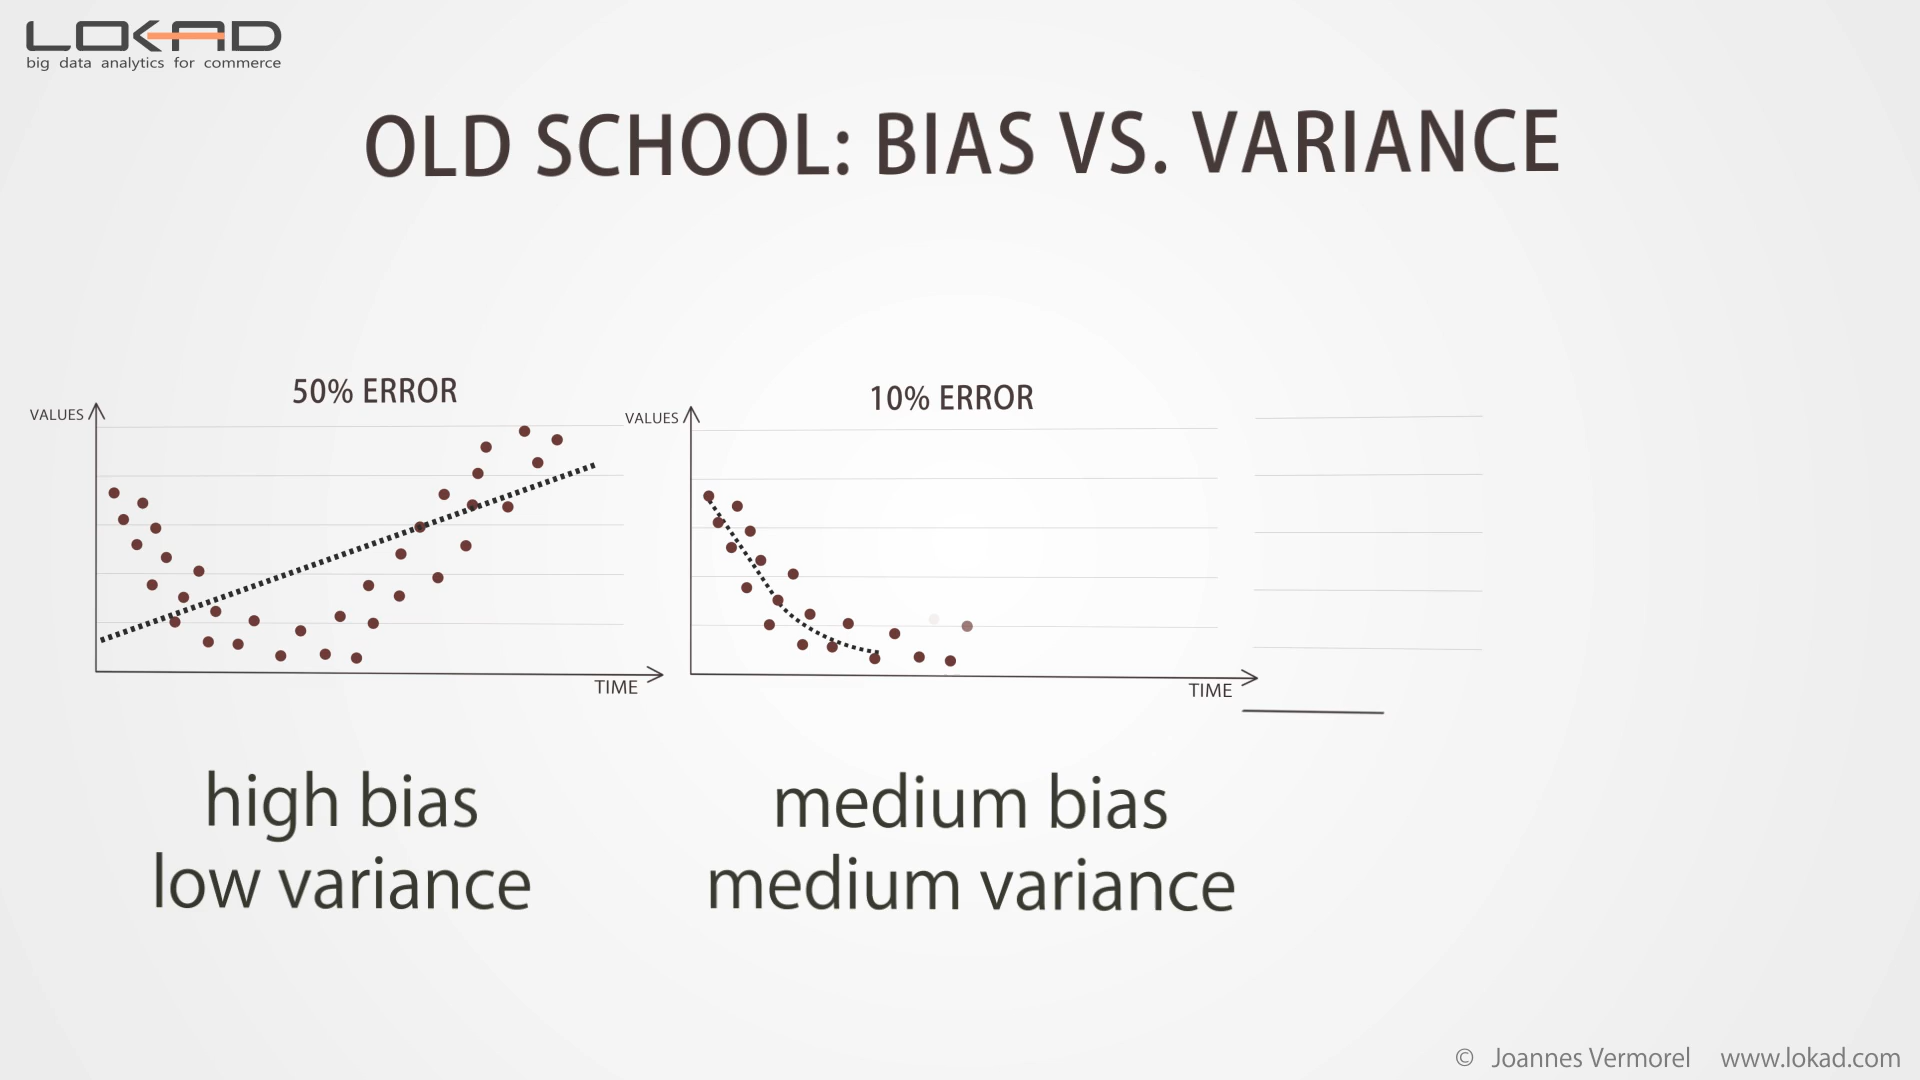 LOKAD
big data analytics for commerce
OLD SCHOOL: BIAS VS. VARIANCE
50% ERROR
VALUES
TIME
high bias
low variance
10% ERROR
VALUES
TIME
medium bias
medium variance
© Joannes Vermorel www.lokad.com